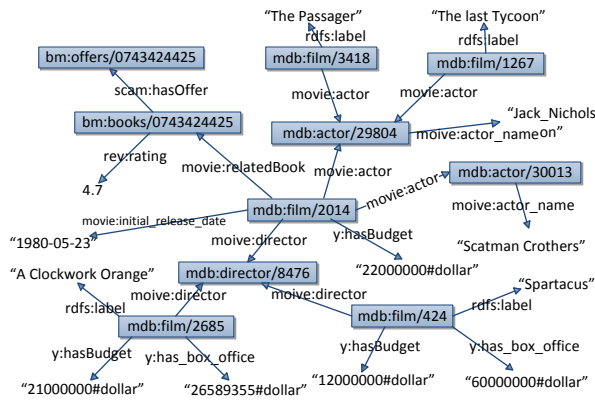 “The Passager”
“The last Tycoon”
rdfs:label
rdfs:label
bm:offers/0743424425
mdb:film/3418
mdb:film/1267
scam:hasOffer
movie:actor
movie:actor
bm:books/0743424425
“Jack_Nichols
on”
mdb:actor/29804
moive:actor_name
rev:rating
movie:relatedBook
movie:actor
mdb:actor/30013
4.7
movie:actor
moive:actor_name
mdb:film/2014
movie:initial_release_date
“1980-05-23”
moive:director
y:hasBudget
“Scatman Crothers”
“A Clockwork Orange”
mdb:director/8476
“22000000#dollar”
“Spartacus”
rdfs:label
moive:director
moive:director
rdfs:label
mdb:film/2685
mdb:film/424
y:hasBudget
y:has_box_office
y:hasBudget
y:has_box_office
“21000000#dollar”
“26589355#dollar”
“12000000#dollar”
“60000000#dollar”